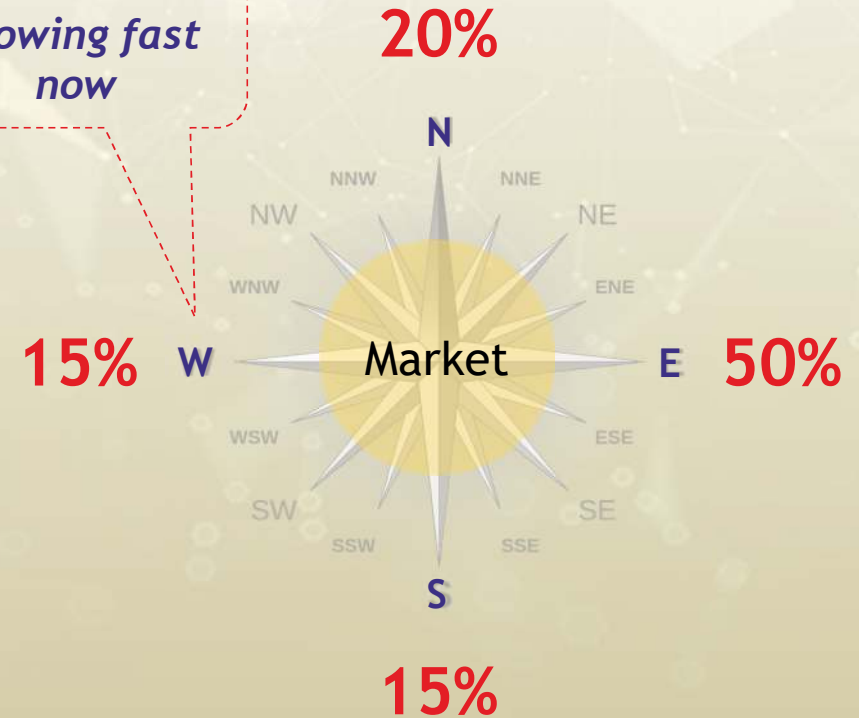 owing fast
now
20%
N
NNW NNE
NW NE
WNW ENE
15% W Market E 50%
WSW ESE
SW SE
SSW SSE
S
15%